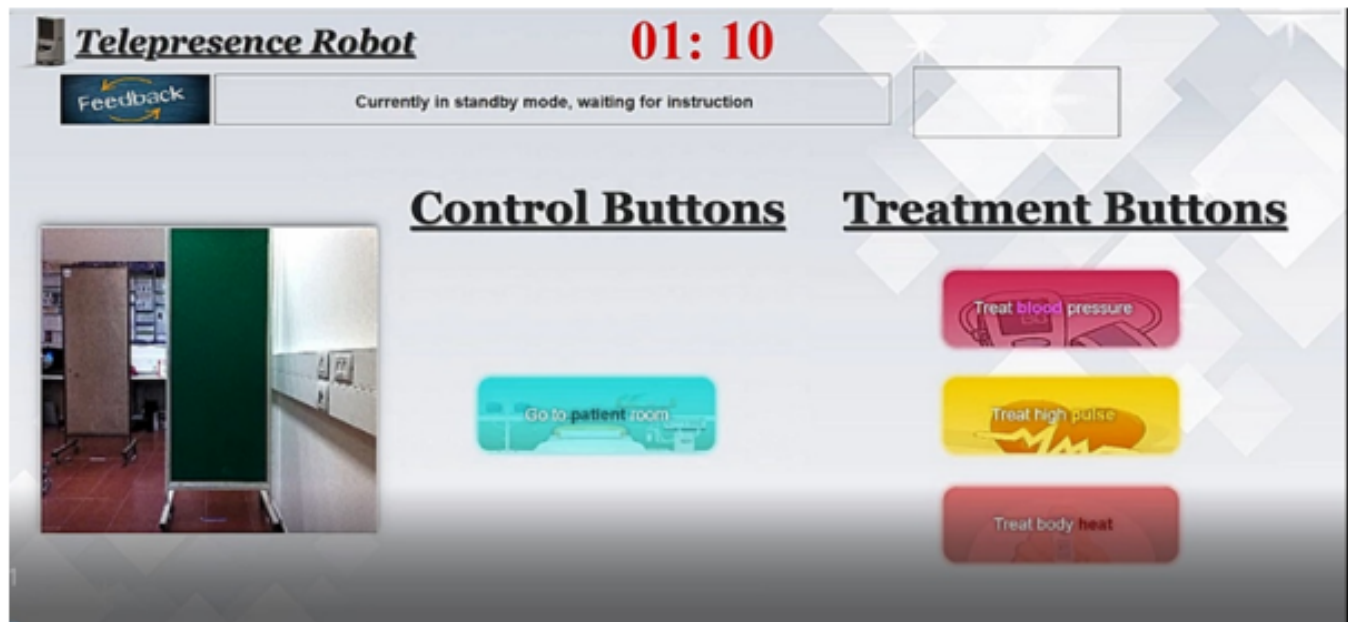 Telepresence Robot
01: 10
Feedback
Currently in standby mode, waiting for instruction
Control Buttons
Treatment Buttons
Treat blood pressure
Go to patient room
Treat high pulse
Treat body heat